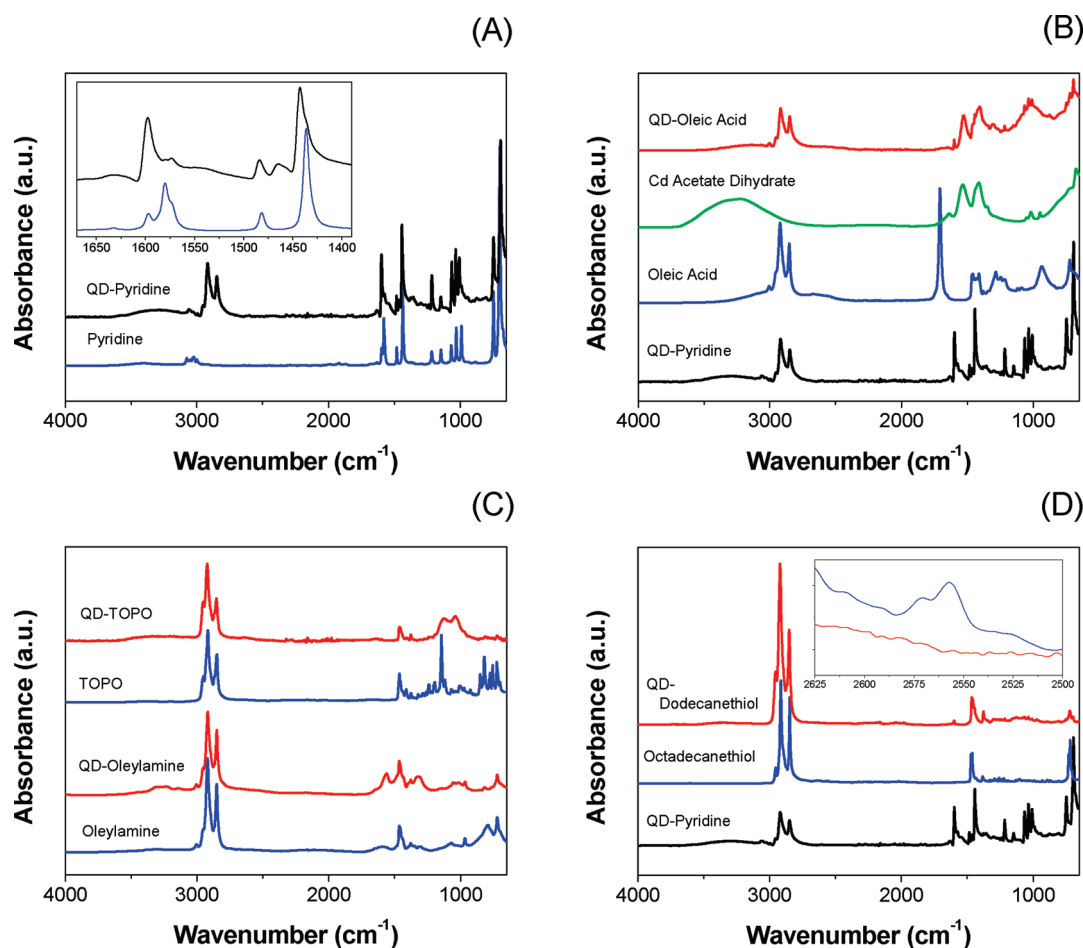 (A)
Absorbance (a.u.)
QD-Pyridine
Pyridine
1650 1600 1550 1500 1450 1400
4000 3000 2000 1000
Wavenumber (cm-1)
(B)
Absorbance (a.u.)
QD-Oleic Acid
Cd Acetate Dihydrate
Oleic Acid
QD-Pyridine
4000 3000 2000 1000
Wavenumber (cm-1)
(C)
Absorbance (a.u.)
QD-TOPO
TOPO
QD-Oleylamine
Oleylamine
4000 3000 2000 1000
Wavenumber (cm-1)
(D)
Absorbance (a.u.)
2625 2600 2575 2550 2525 2500
QD-
Dodecanethiol
Octadecanethiol
QD-Pyridine
4000 3000 2000 1000
Wavenumber (cm-1)